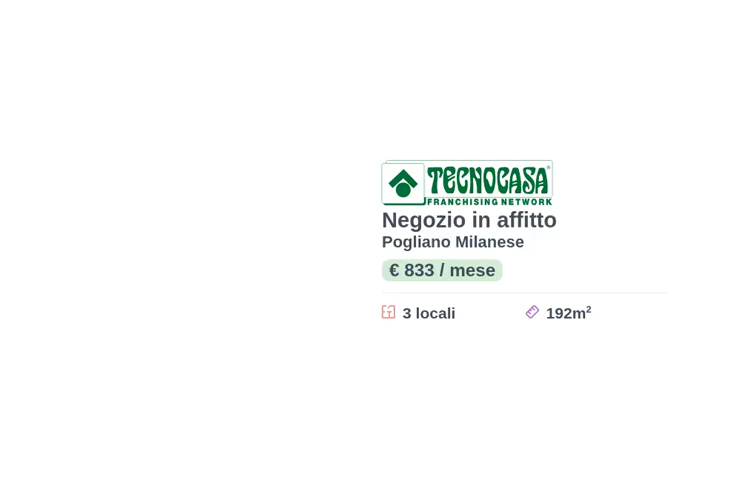 TECNOCASA®
FRANCHISING NETWORK
Negozio in affitto
Pogliano Milanese
€ 833 / mese
3 locali
192m²